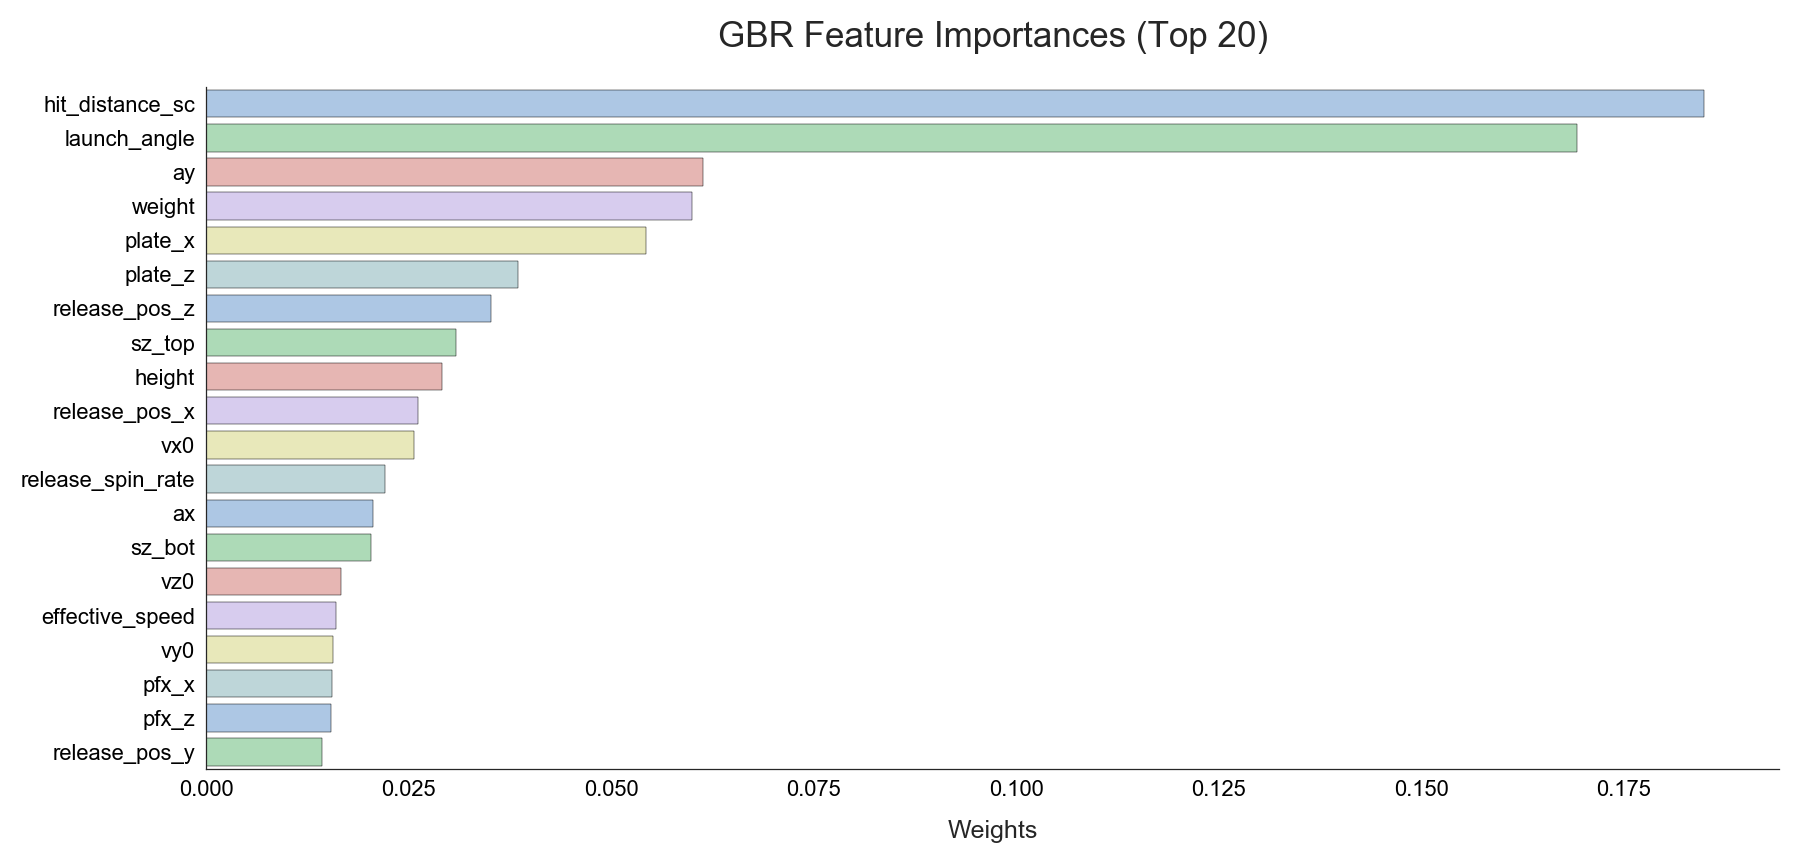 GBR Feature Importances (Top 20)
hit_distance_sc
launch_angle
ay
weight
plate_x
plate_z
release_pos_z
sz_top
height
release_pos_x
vx0
release_spin_rate
ax
sz_bot
vz0
effective_speed
vy0
pfx_x
pfx_z
release_pos_y
0.000 0.025 0.050 0.075 0.100 0.125 0.150 0.175
Weights